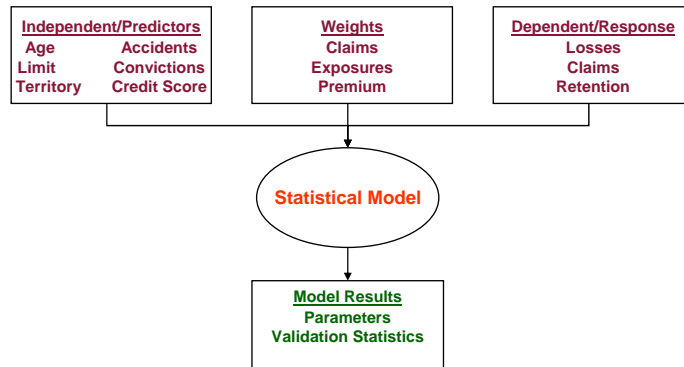 Independent/Predictors
Age Accidents
Limit Convictions
Territory Credit Score
Weights
Claims
Exposures
Premium
Dependent/Response
Losses
Claims
Retention
Statistical Model
Model Results
Parameters
Validation Statistics